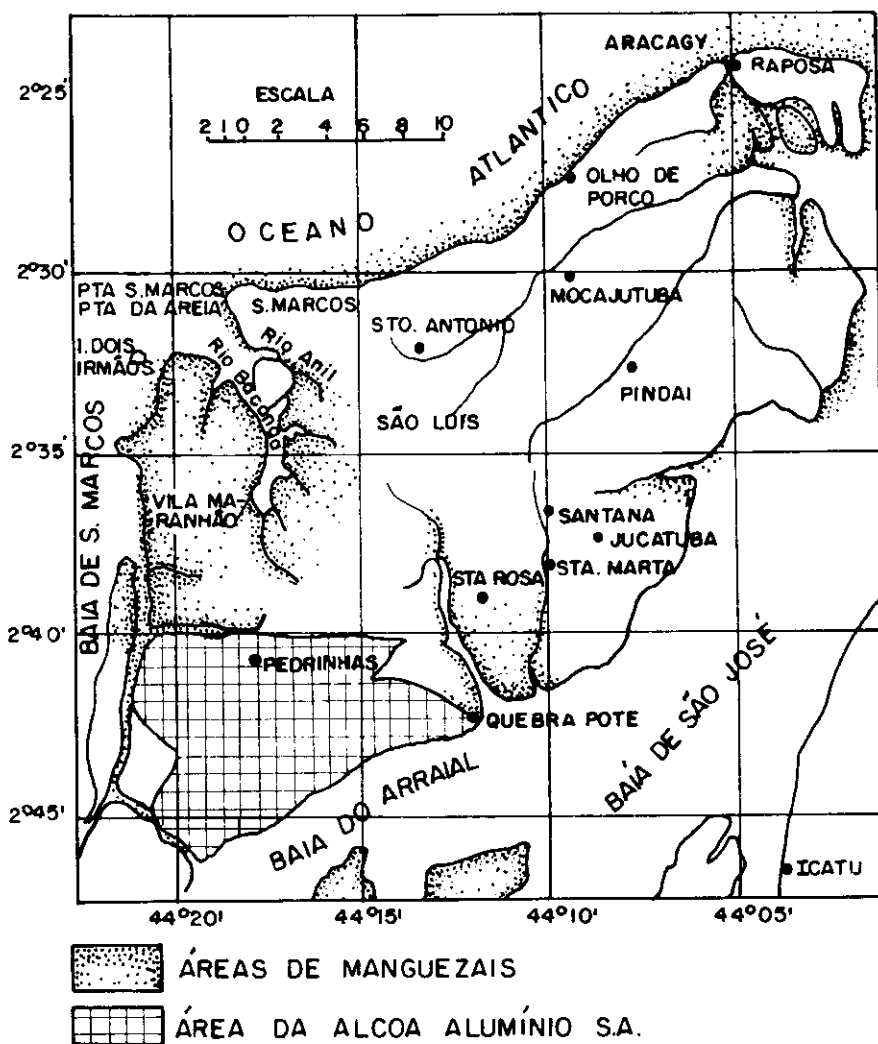 ARACAGY
RAPOSA
2°25'
ESCALA
2 1 0 2 4 6 8 10
ATLANTICO
OLHO DE
PORCO
OCEANO
2°30'
PTA S. MARCOS
PTA DA AREIA
S. MARCOS
MOCAJUTUBA
STO. ANTONIO
I. DOIS
IRMÃOS
Rio Anil
Rio Bacanga
PINDAI
SÃO LUIS
2°35'
BAIA DE S. MARCOS
VILA MA-
RANHÃO
SANTANA
JUCATUBA
STA ROSA
STA. MARTA
2°40'
PEDRINHAS
QUEBRA POTE
BAÍA DE SÃO JOSÉ
BAIA DO ARRAIAL
2°45'
ICATU
44°20' 44°15' 44°10' 44°05'
ÁREAS DE MANGUEZAIS
ÁREA DA ALCOA ALUMÍNIO S.A.